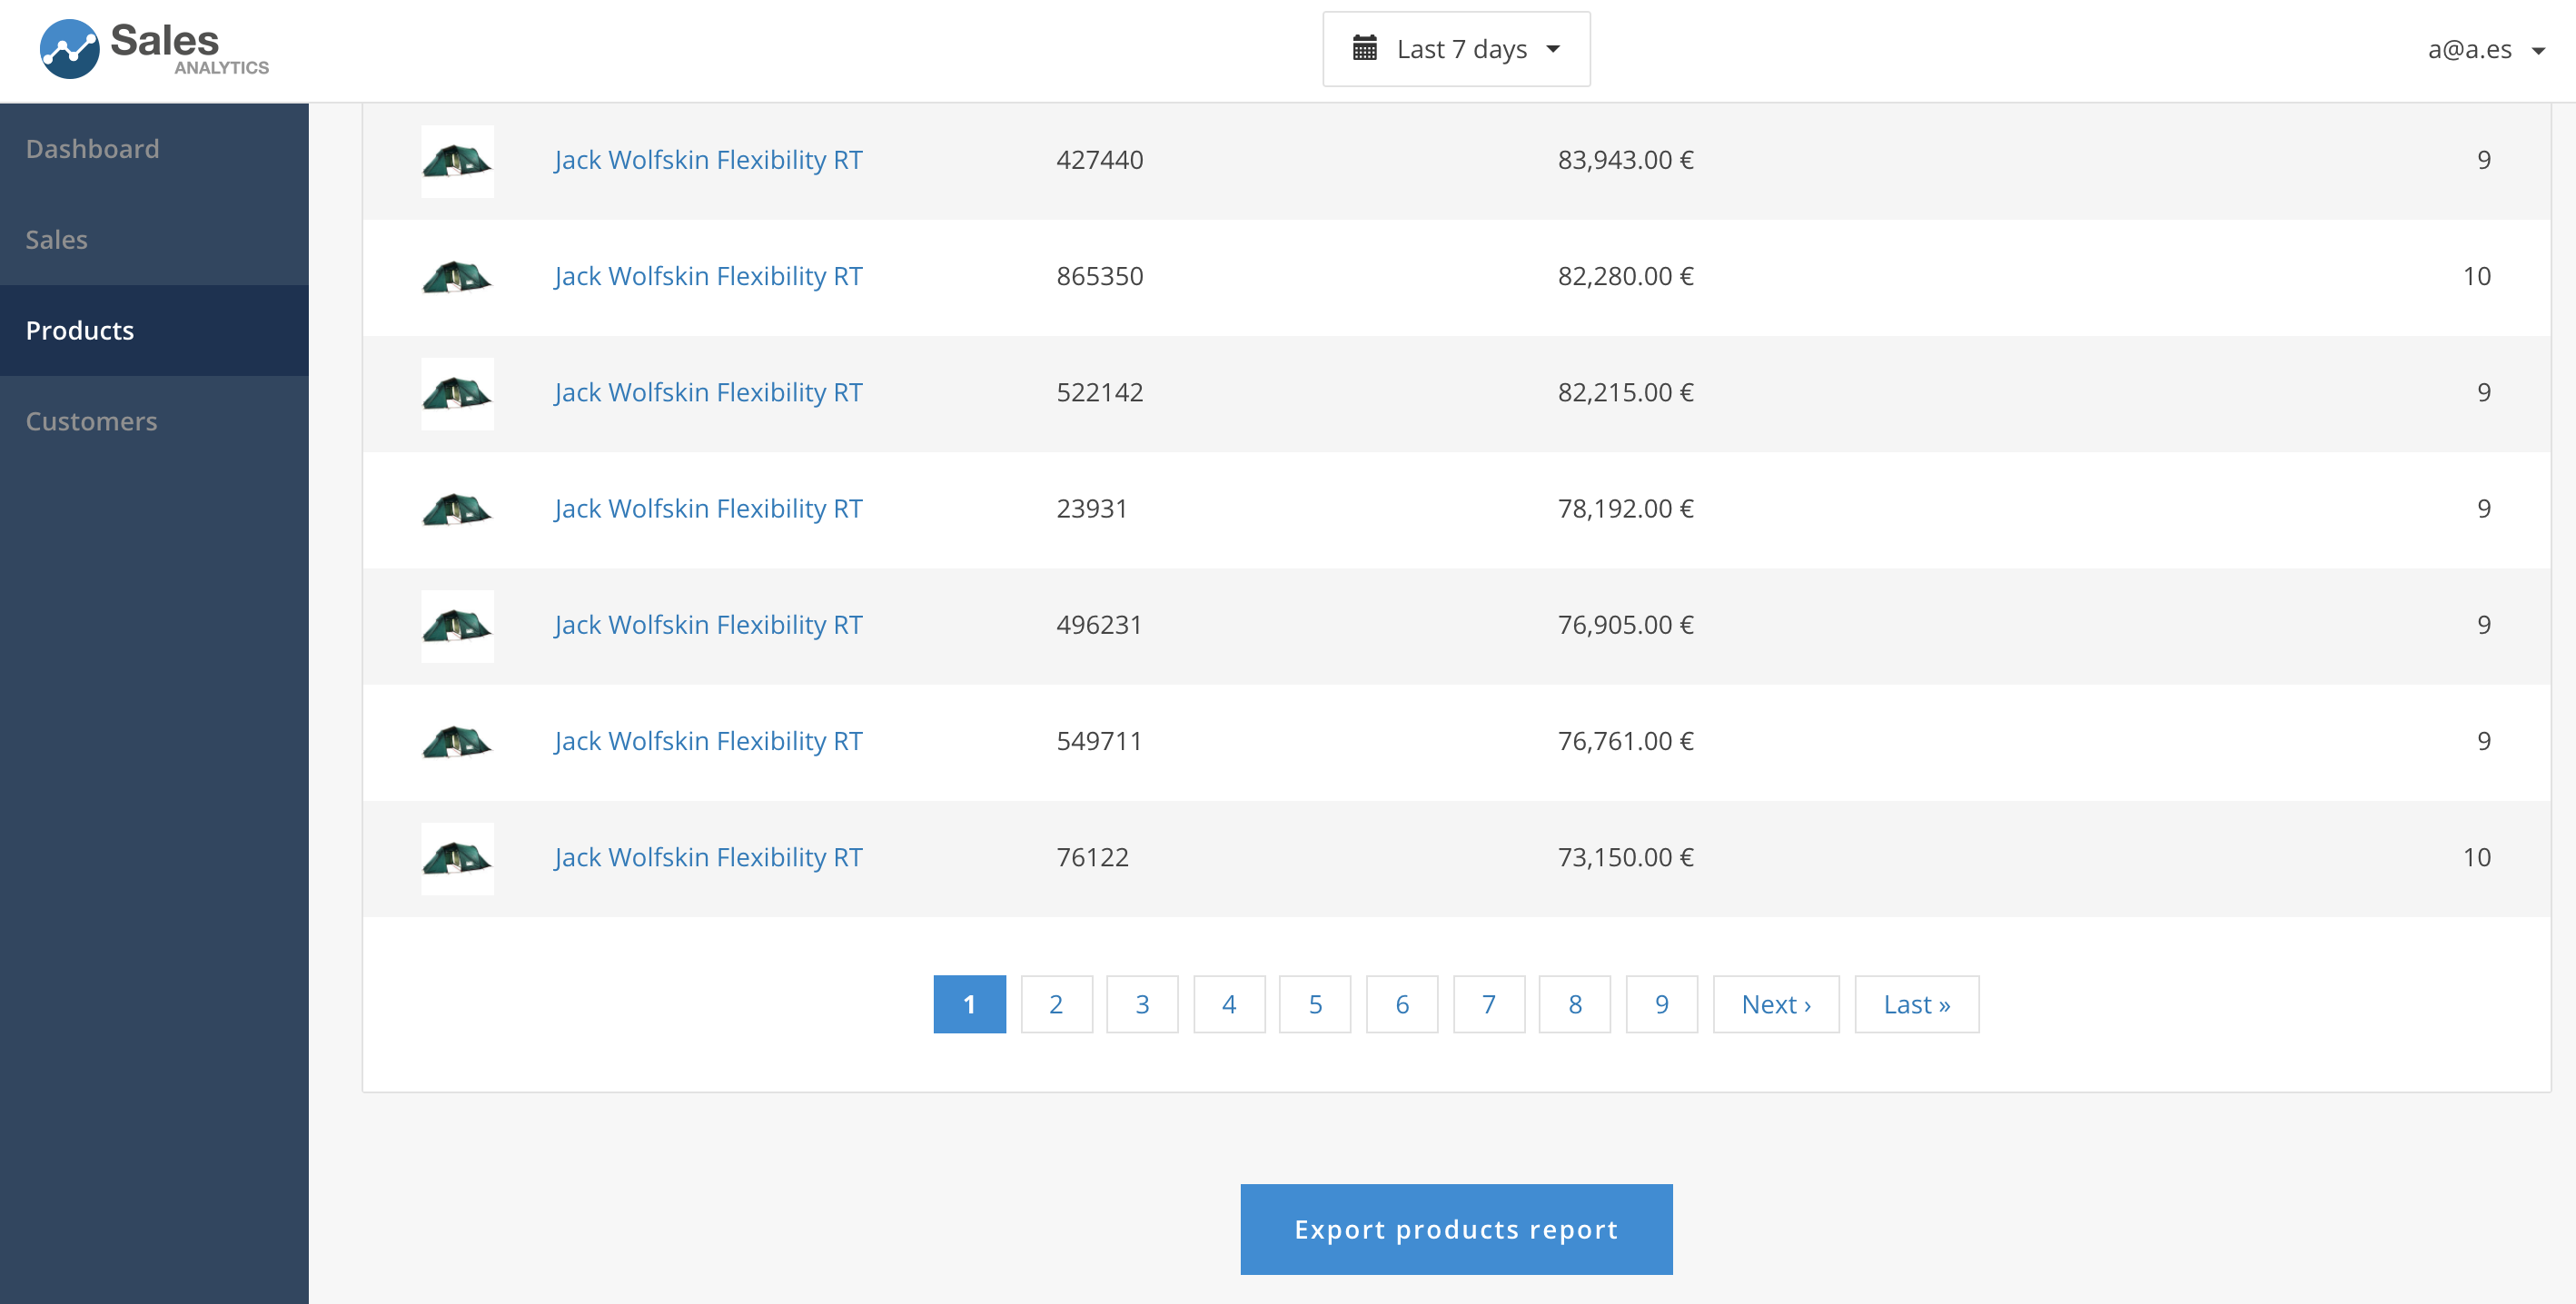 Sales
ANALYTICS
Last 7 days
a@a.es
Dashboard
Sales
Products
Customers
Jack Wolfskin Flexibility RT 427440 83,943.00 € 9
Jack Wolfskin Flexibility RT 865350 82,280.00 € 10
Jack Wolfskin Flexibility RT 522142 82,215.00 € 9
Jack Wolfskin Flexibility RT 23931 78,192.00 € 9
Jack Wolfskin Flexibility RT 496231 76,905.00 € 9
Jack Wolfskin Flexibility RT 549711 76,761.00 € 9
Jack Wolfskin Flexibility RT 76122 73,150.00 € 10
1 2 3 4 5 6 7 8 9 Next › Last »
Export products report